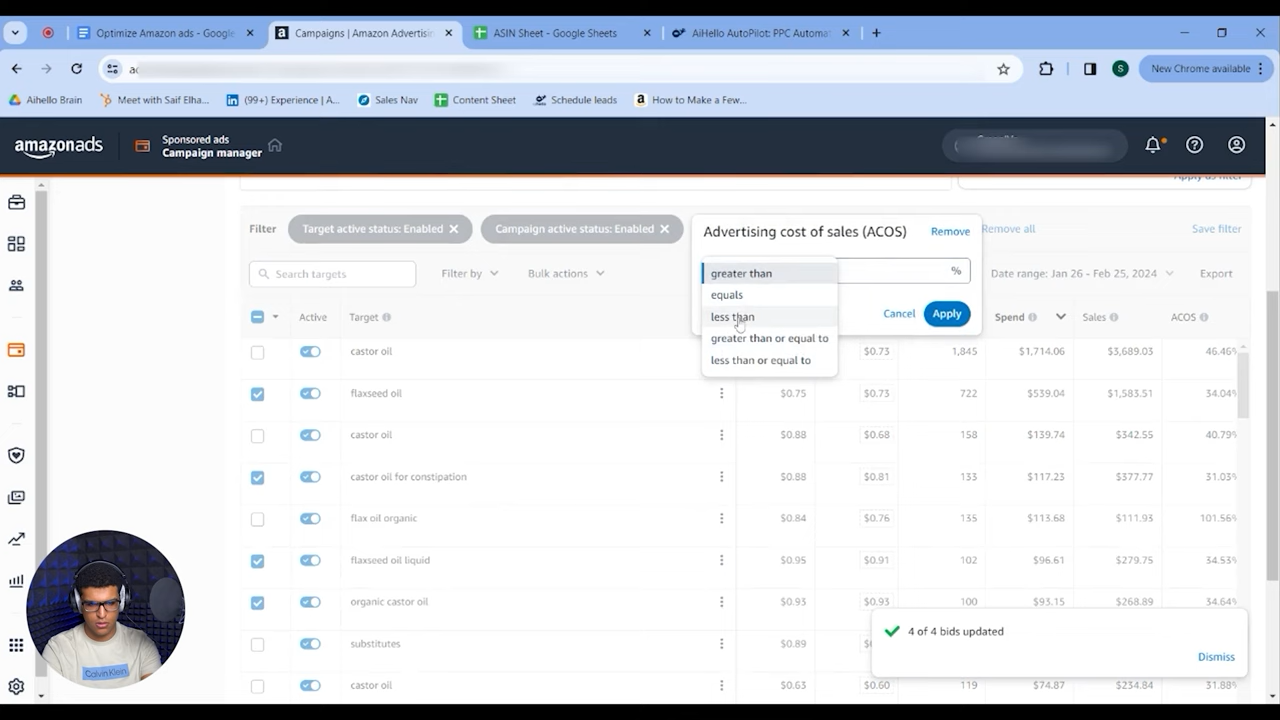 Optimize Amazon ads - Google
Campaigns | Amazon Advertisin
ASIN Sheet - Google Sheets
AiHello AutoPilot: PPC Automat
S
New Chrome available
Aihello Brain
Meet with Saif Elha...
(99+) Experience | A...
Sales Nav
Content Sheet
Schedule leads
How to Make a Few...
amazonads
Sponsored ads
Campaign manager
Apply as filter
Filter
Target active status: Enabled
Campaign active status: Enabled
Advertising cost of sales (ACOS)
Remove
Remove all
Save filter
Search targets
Filter by
Bulk actions
greater than
%
Date range: Jan 26 - Feb 25, 2024
Export
equals
less than
greater than or equal to
less than or equal to
Cancel
Apply
Active
Target
Spend
Sales
ACOS
castor oil
$0.73
1,845
$1,714.06
$3,689.03
46.46%
flaxseed oil
$0.75
$0.73
722
$539.04
$1,583.51
34.04%
castor oil
$0.88
$0.68
158
$139.74
$342.55
40.79%
castor oil for constipation
$0.88
$0.81
133
$117.23
$377.77
31.03%
flax oil organic
$0.84
$0.76
135
$113.68
$111.93
101.56%
flaxseed oil liquid
$0.95
$0.91
102
$96.61
$279.75
34.53%
organic castor oil
$0.93
$0.93
100
$93.15
$268.89
34.64%
substitutes
$0.89
4 of 4 bids updated
Dismiss
castor oil
$0.63
$0.60
119
$74.87
$234.84
31.88%
Calvin Klein